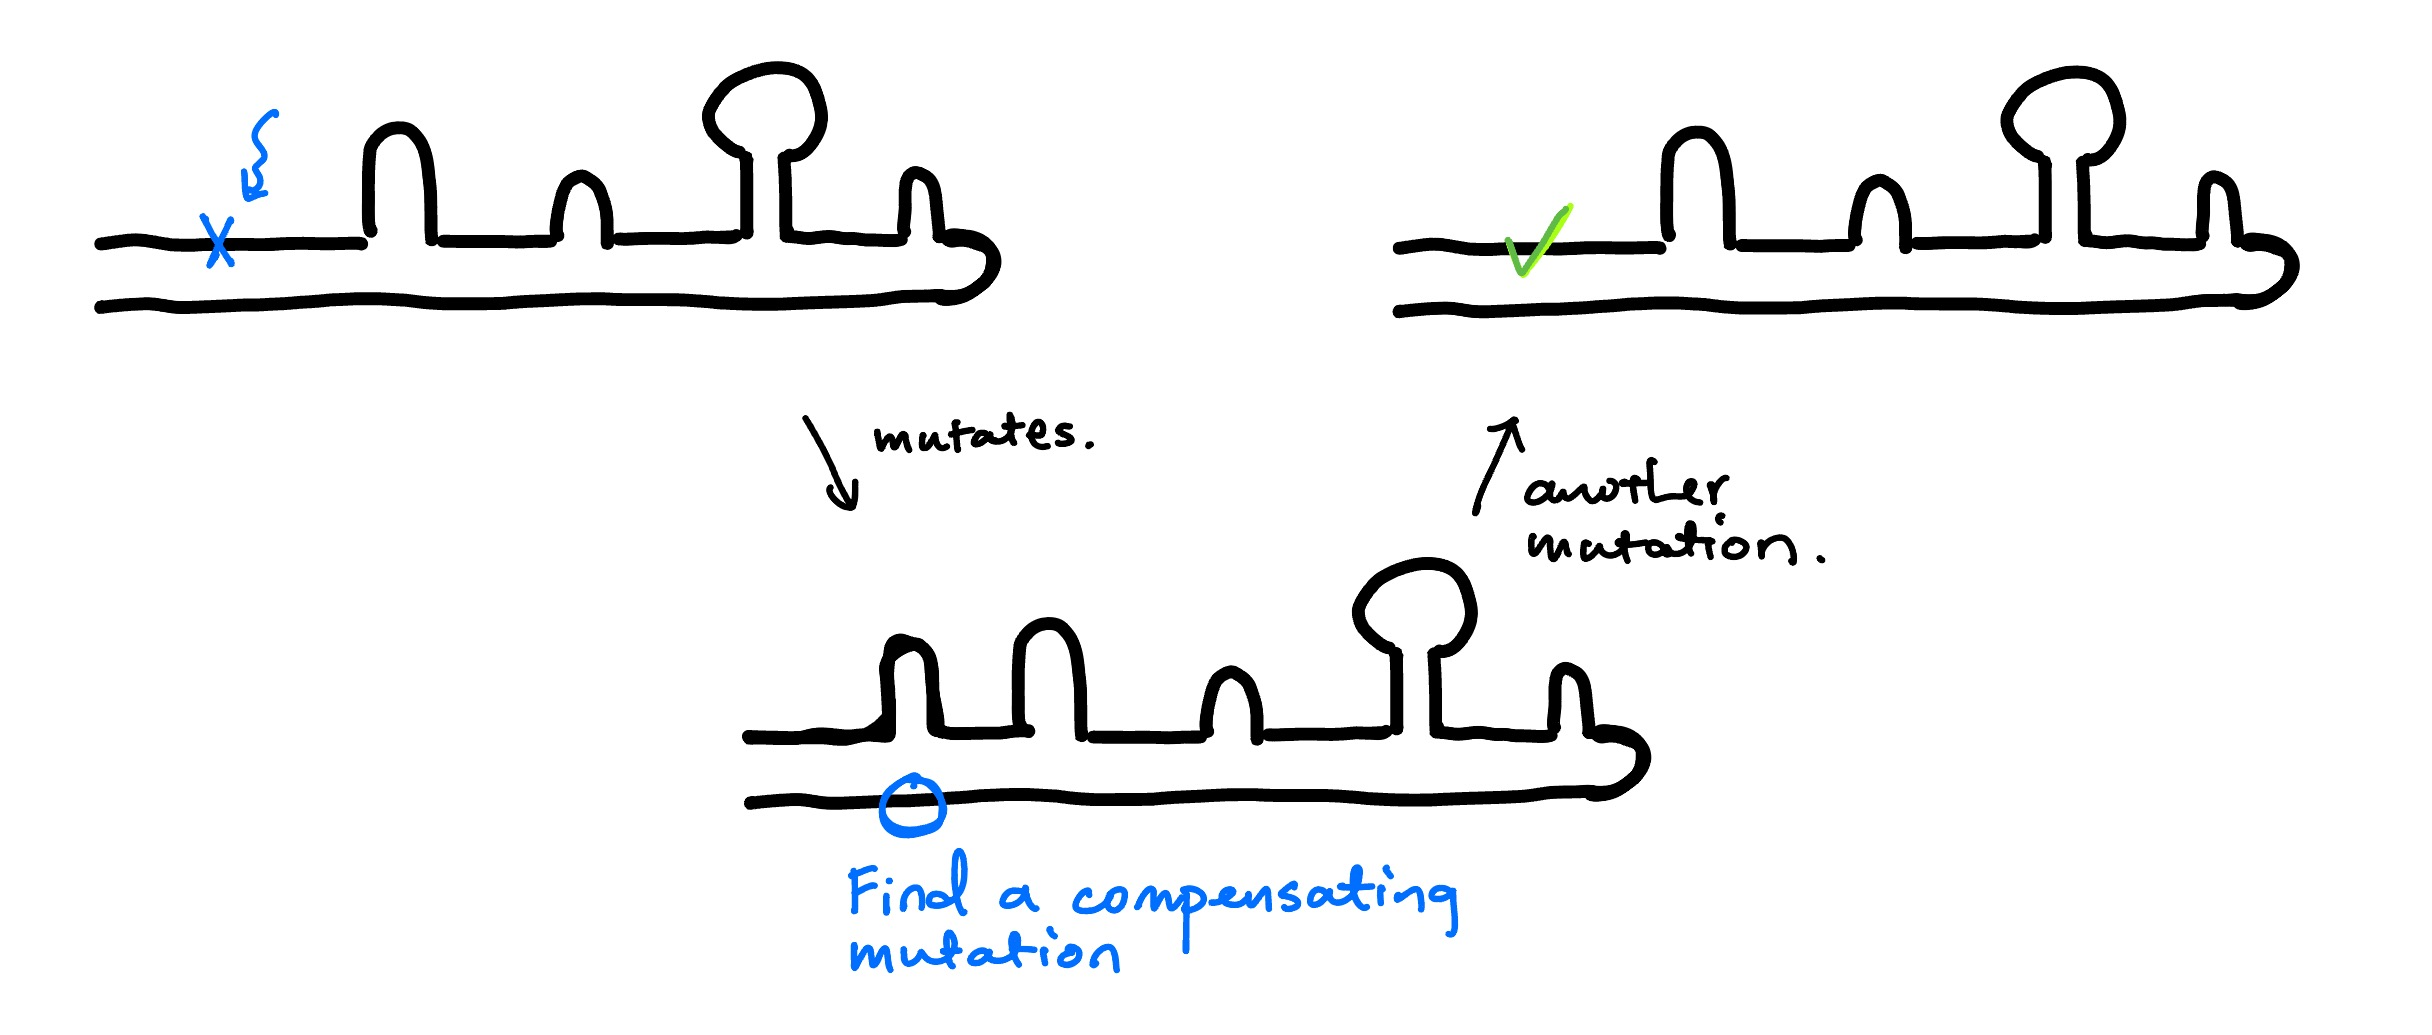 mutates.
another
mutation.
Find a compensating
mutation